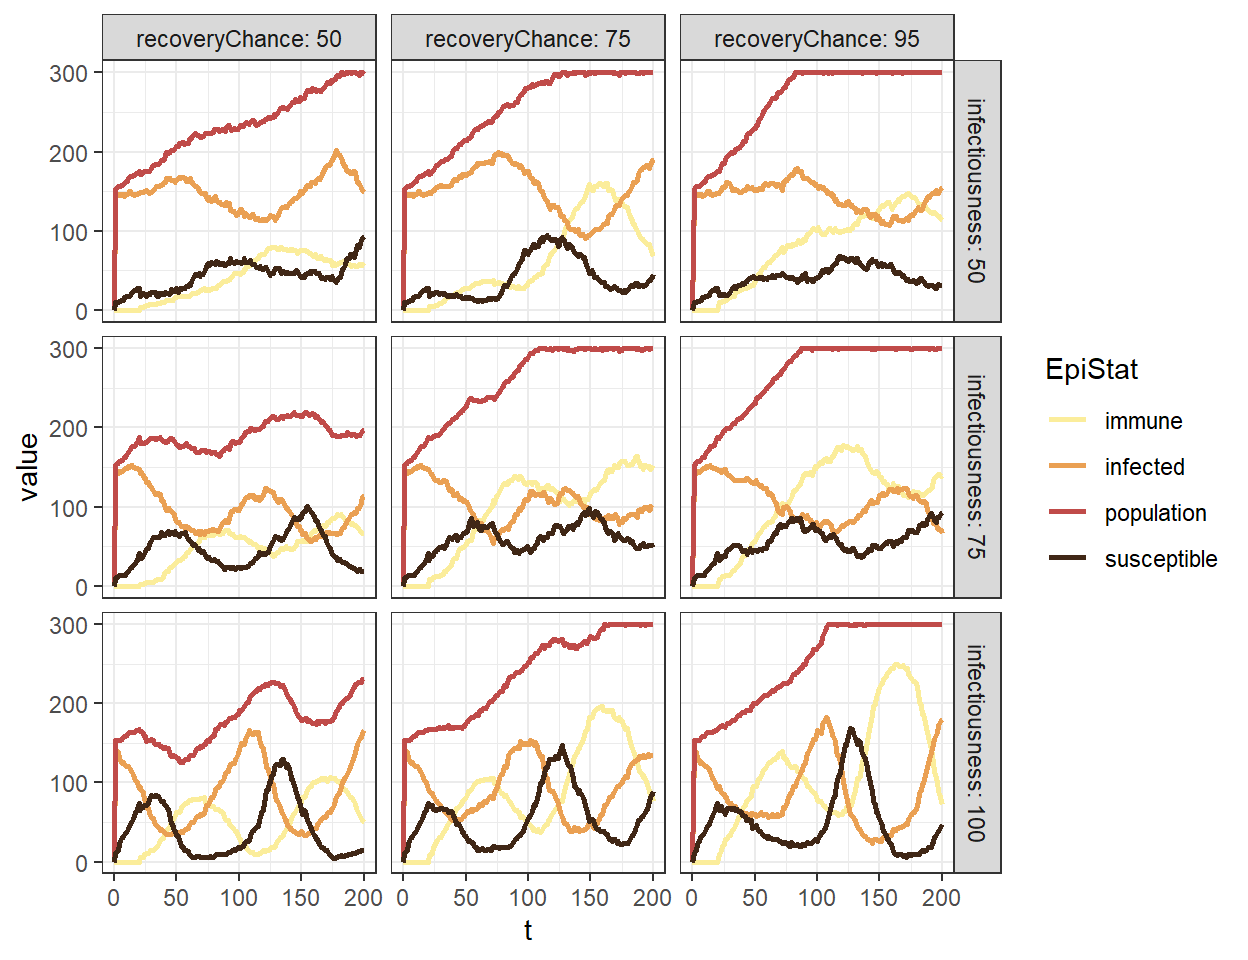 recoveryChance: 50 recoveryChance: 75 recoveryChance: 95
300
200
100
0
infectiousness: 50
300
200
100
0
infectiousness: 75
300
200
100
0
infectiousness: 100
value
0 50 100 150 200 0 50 100 150 200 0 50 100 150 200
t
EpiStat
immune
infected
population
susceptible